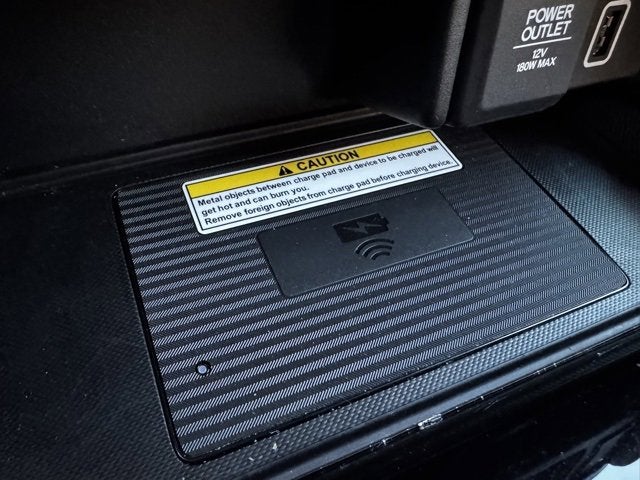 POWER
OUTLET
12V
180W MAX
CAUTION
Metal objects between charge pad and device to be charged will
get hot and can burn you.
Remove foreign objects from charge pad before charging device.